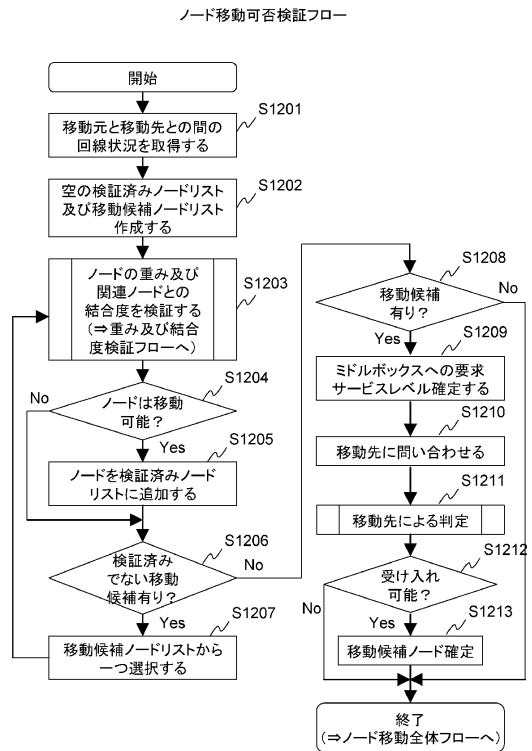 ノード移動可否検証フロー
開始
S1201
移動元と移動先との間の
回線状況を取得する
S1202
空の検証済みノードリスト
及び移動候補ノードリスト
作成する
S1203
ノードの重み及び
関連ノードとの
結合度を検証する
(⇒重み及び結合
度検証フローへ)
S1204
No
ノードは移動
可能?
Yes
S1205
ノードを検証済みノード
リストに追加する
S1206
検証済み
でない移動
候補有り?
No
Yes
S1207
移動候補ノードリストから
一つ選択する
S1208
移動候補
有り?
No
Yes
S1209
ミドルボックスへの要求
サービスレベル確定する
S1210
移動先に問い合わせる
S1211
移動先による判定
S1212
受け入れ
可能?
No
Yes
S1213
移動候補ノード確定
終了
(⇒ノード移動全体フローへ)